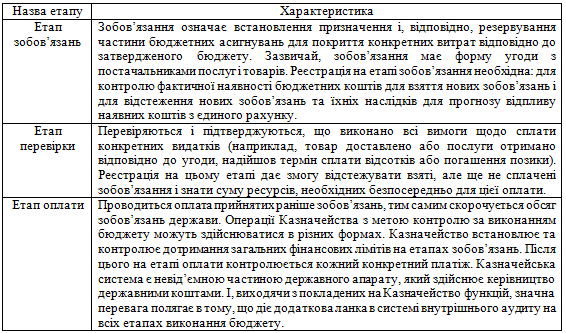 Назва етапу
Характеристика
Етап
зобов’язань
Зобов’язання означає встановлення призначення і, відповідно, резервування
частини бюджетних асигнувань для покриття конкретних витрат відповідно до
затвердженого бюджету. Зазвичай, зобов’язання має форму угоди з
постачальниками послуг і товарів. Реєстрація на етапі зобов’язання необхідна: для
контролю фактичної наявності бюджетних коштів для взяття нових зобов’язань і
для відстеження нових зобов’язань та їхніх наслідків для прогнозу відпливу
наявних коштів з єдиного рахунку.
Етап
перевірки
Перевіряються і підтверджуються, що виконано всі вимоги щодо сплати
конкретних видатків (наприклад, товар доставлено або послуги отримано
відповідно до угоди, надійшов термін сплати відсотків або погашення позики).
Реєстрація на цьому етапі дає змогу відстежувати взяті, але ще не сплачені
зобов’язання і знати суму ресурсів, необхідних безпосередньо для цієї оплати.
Етап оплати
Проводиться оплата прийнятих раніше зобов’язань, тим самим скорочується обсяг
зобов’язань держави. Операції Казначейства з метою контролю за виконанням
бюджету можуть здійснюватися в різних формах. Казначейство встановлює та
контролює дотримання загальних фінансових лімітів на етапах зобов’язань. Після
цього на етапі оплати контролюється кожний конкретний платіж. Казначейська
система є невід’ємною частиною державного апарату, який здійснює керівництво
державними коштами. І, виходячи з покладених на Казначейство функцій, значна
перевага полягає в тому, що діє додаткова ланка в системі внутрішнього аудиту на
всіх етапах виконання бюджету.